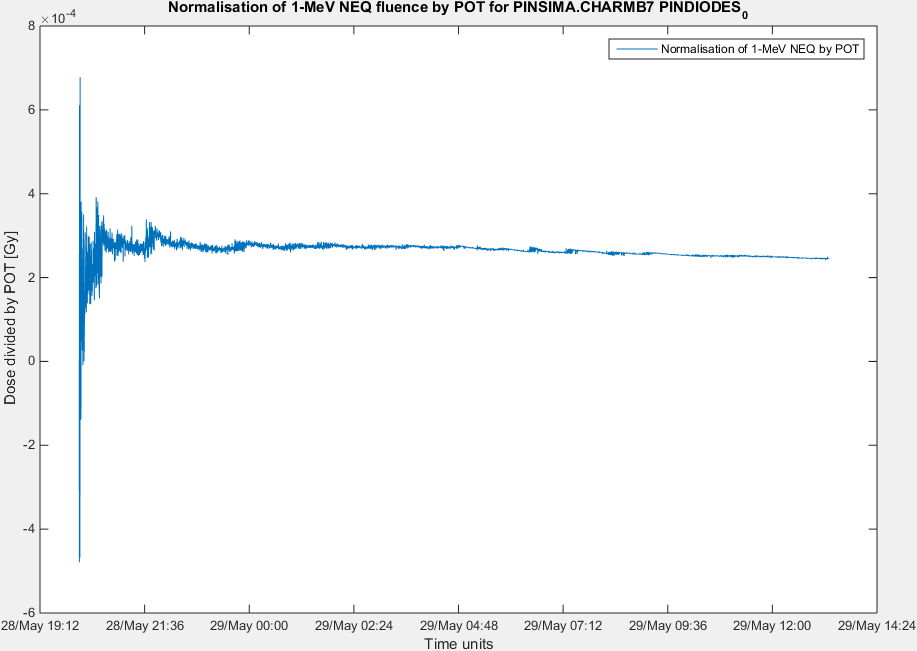 Normalisation of 1-MeV NEQ fluence by POT for PINSIMA.CHARMB7 PINDIODES0
×10-4
Normalisation of 1-MeV NEQ by POT
8
6
4
2
0
-2
-4
-6
Dose divided by POT [Gy]
28/May 19:12 28/May 21:36 29/May 00:00 29/May 02:24 29/May 04:48 29/May 07:12 29/May 09:36 29/May 12:00 29/May 14:24
Time units